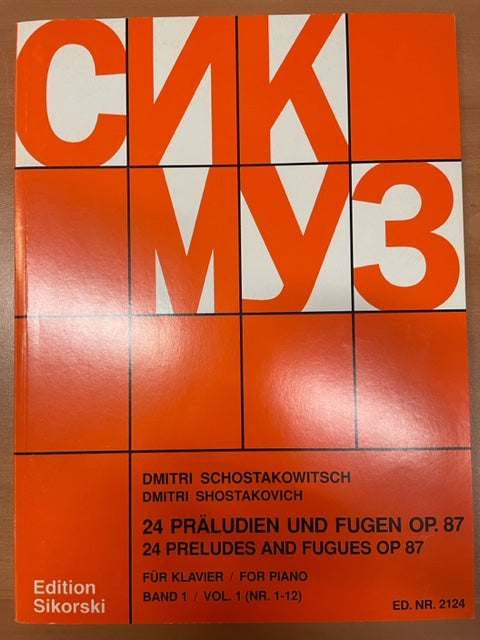 СИК
МУЗ
DMITRI SCHOSTAKOWITSCH
DMITRI SHOSTAKOVICH
24 PRÄLUDIEN UND FUGEN OP. 87
24 PRELUDES AND FUGUES OP 87
FÜR KLAVIER / FOR PIANO
BAND 1 / VOL. 1 (NR. 1-12)
Edition
Sikorski
ED. NR. 2124